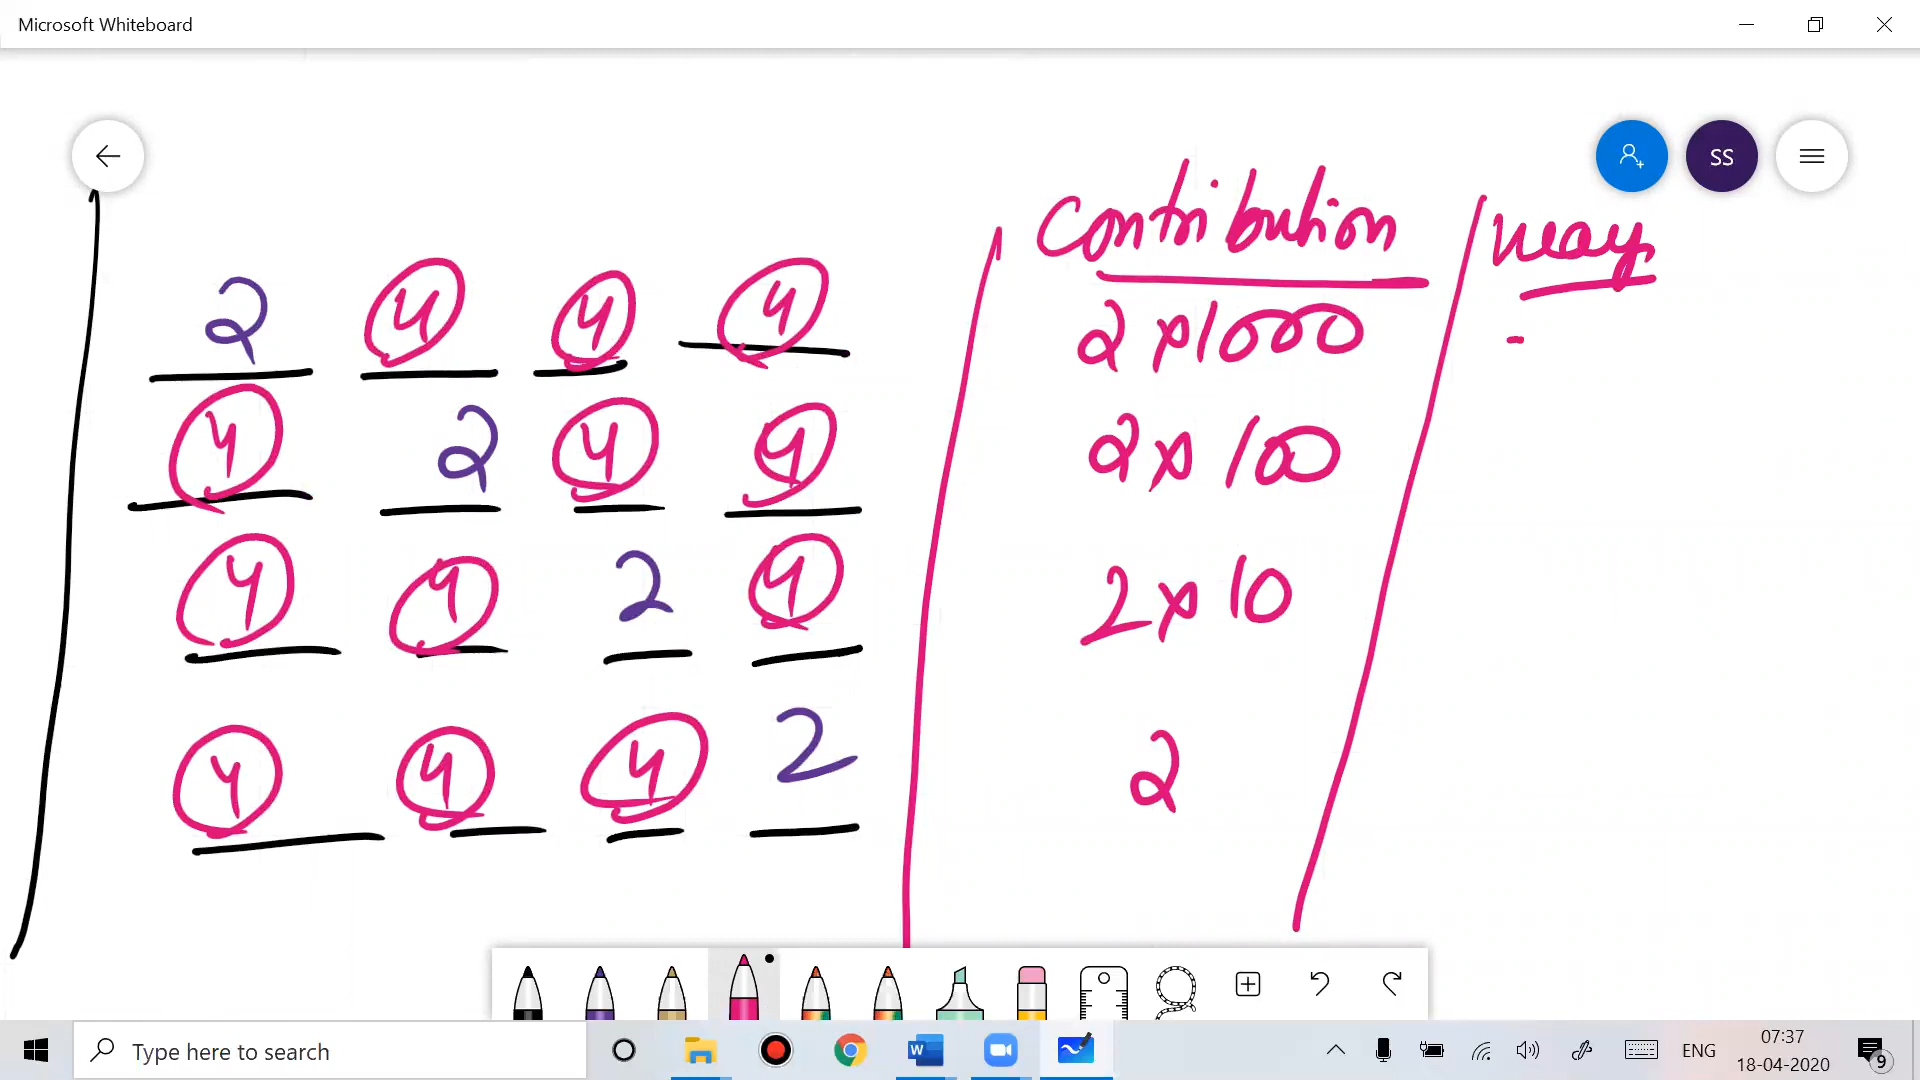 Microsoft Whiteboard
SS
Contribution
way
2 4 4 4
2 × 1000
4 2 4 4
2 × 100
4 4 2 4
2 × 10
4 4 4 2
2
Type here to search
W
ENG
07:37
18-04-2020
9